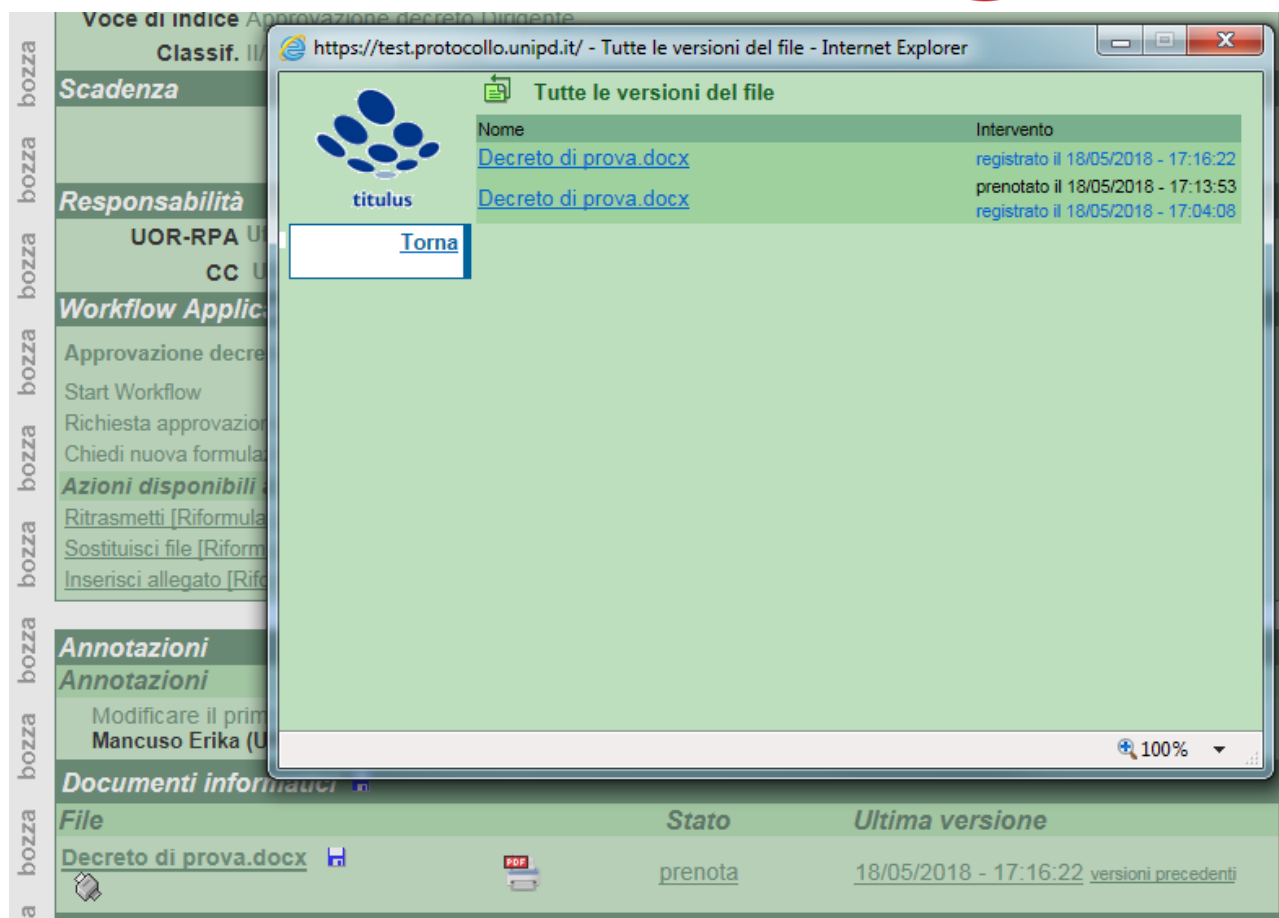 Voce di indice Approvazione decreto Dirigente
Classif. II/
Scadenza
Responsabilità
UOR-RPA
CC
Workflow Applic
Approvazione decre
Start Workflow
Richiesta approvazion
Chiedi nuova formula
Azioni disponibili
Ritrasmetti [Riformula
Sostituisci file [Riform
Inserisci allegato [Rifo
Annotazioni
Annotazioni
Modificare il prim
Mancuso Erika (U
Documenti informatici
File Stato Ultima versione
Decreto di prova.docx PDF prenota 18/05/2018 - 17:16:22 versioni precedenti
bozza
bozza
bozza
bozza
bozza
bozza
bozza
bozza
bozza
https://test.protocollo.unipd.it/ - Tutte le versioni del file - Internet Explorer
titulus
Torna
Tutte le versioni del file
Nome Intervento
Decreto di prova.docx registrato il 18/05/2018 - 17:16:22
Decreto di prova.docx prenotato il 18/05/2018 - 17:13:53
registrato il 18/05/2018 - 17:04:08
100%